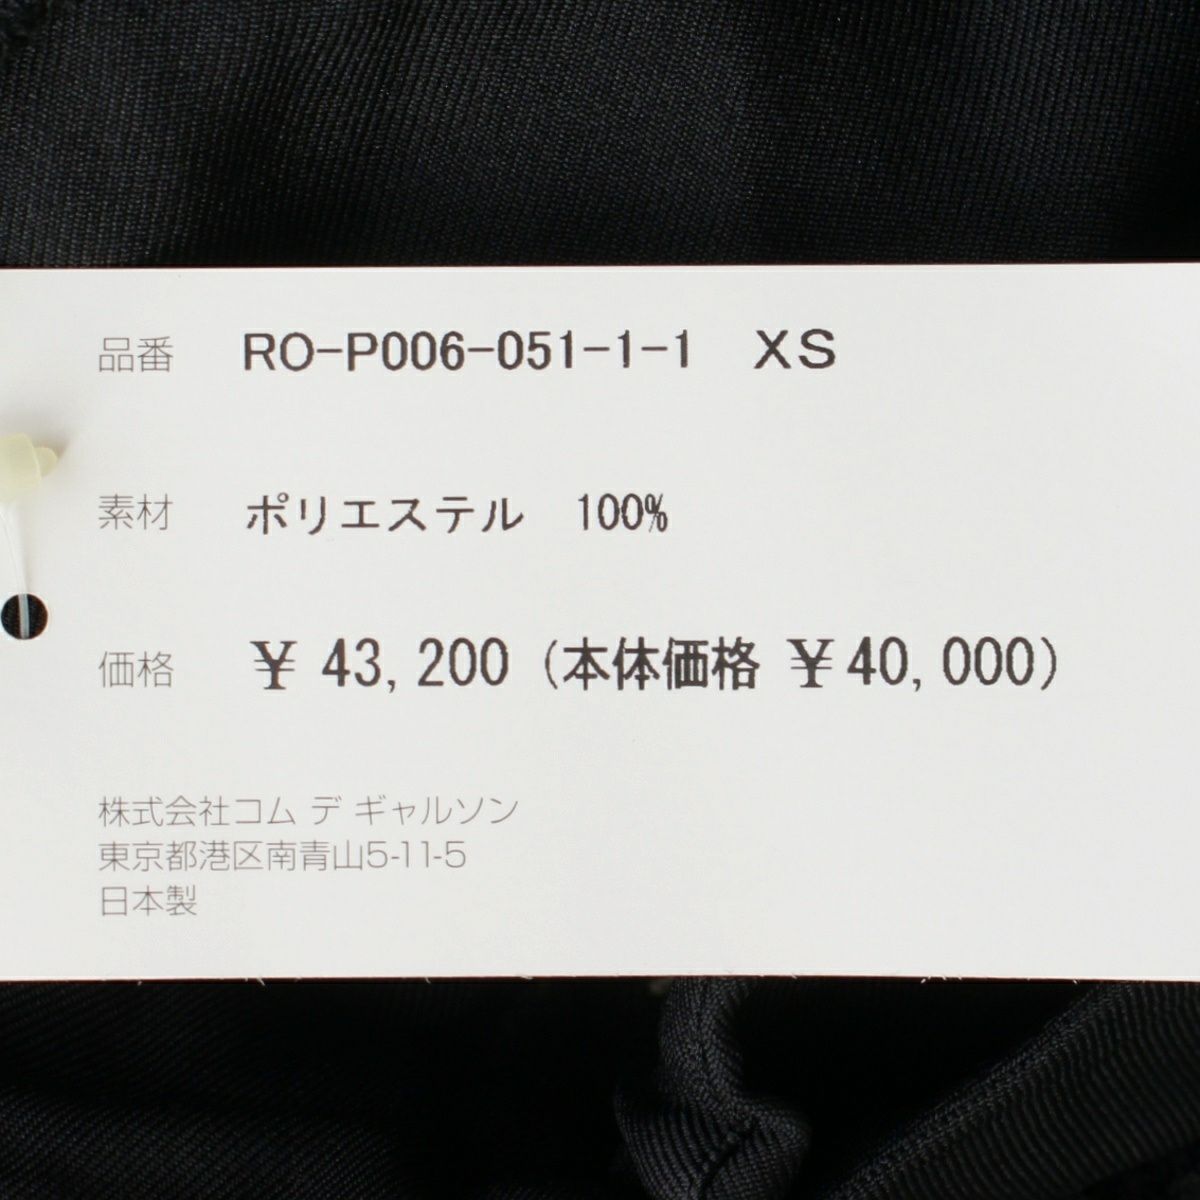 品番 RO-P006-051-1-1 XS
素材 ポリエステル 100%
価格 ¥ 43,200 (本体価格 ¥40,000)
株式会社コム デ ギャルソン
東京都港区南青山5-11-5
日本製